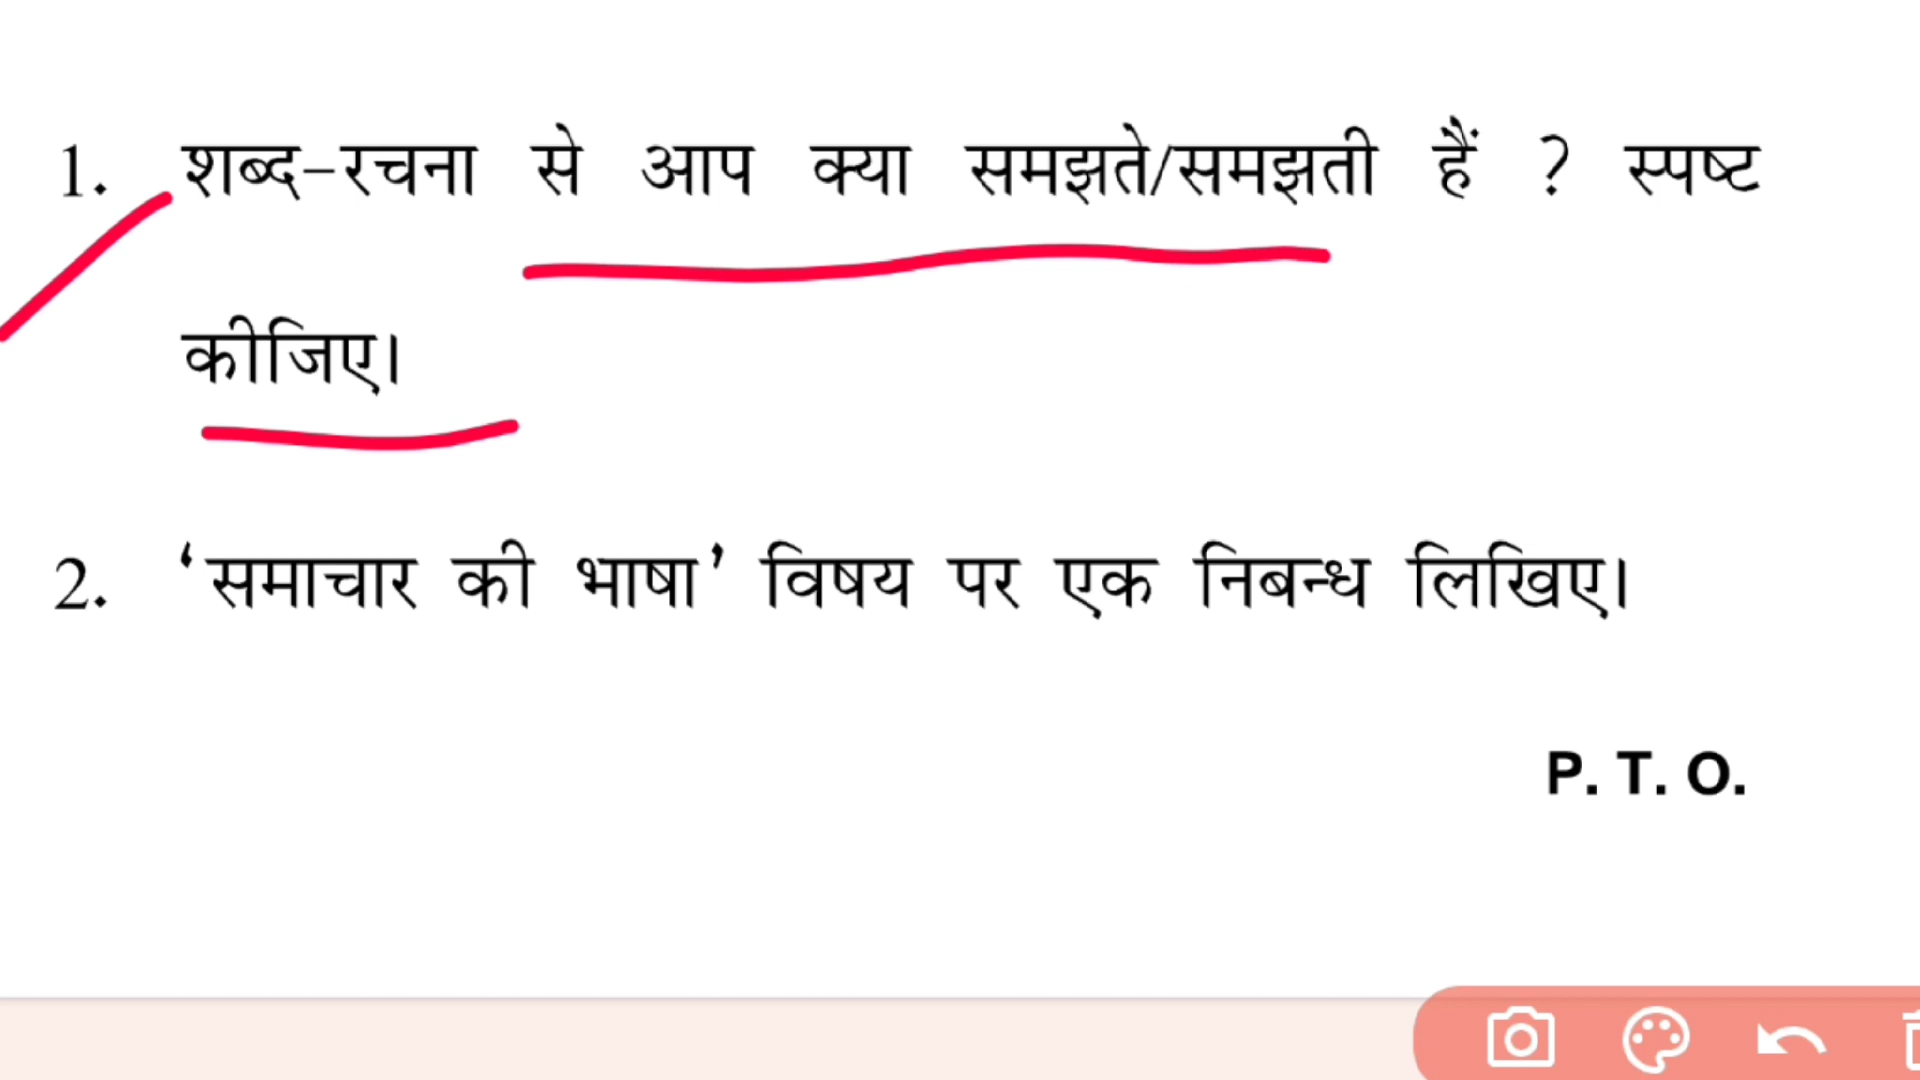 1. शब्द-रचना से आप क्या समझते/समझती हैं ? स्पष्ट
कीजिए।
2. ‘समाचार की भाषा’ विषय पर एक निबन्ध लिखिए।
P. T. O.